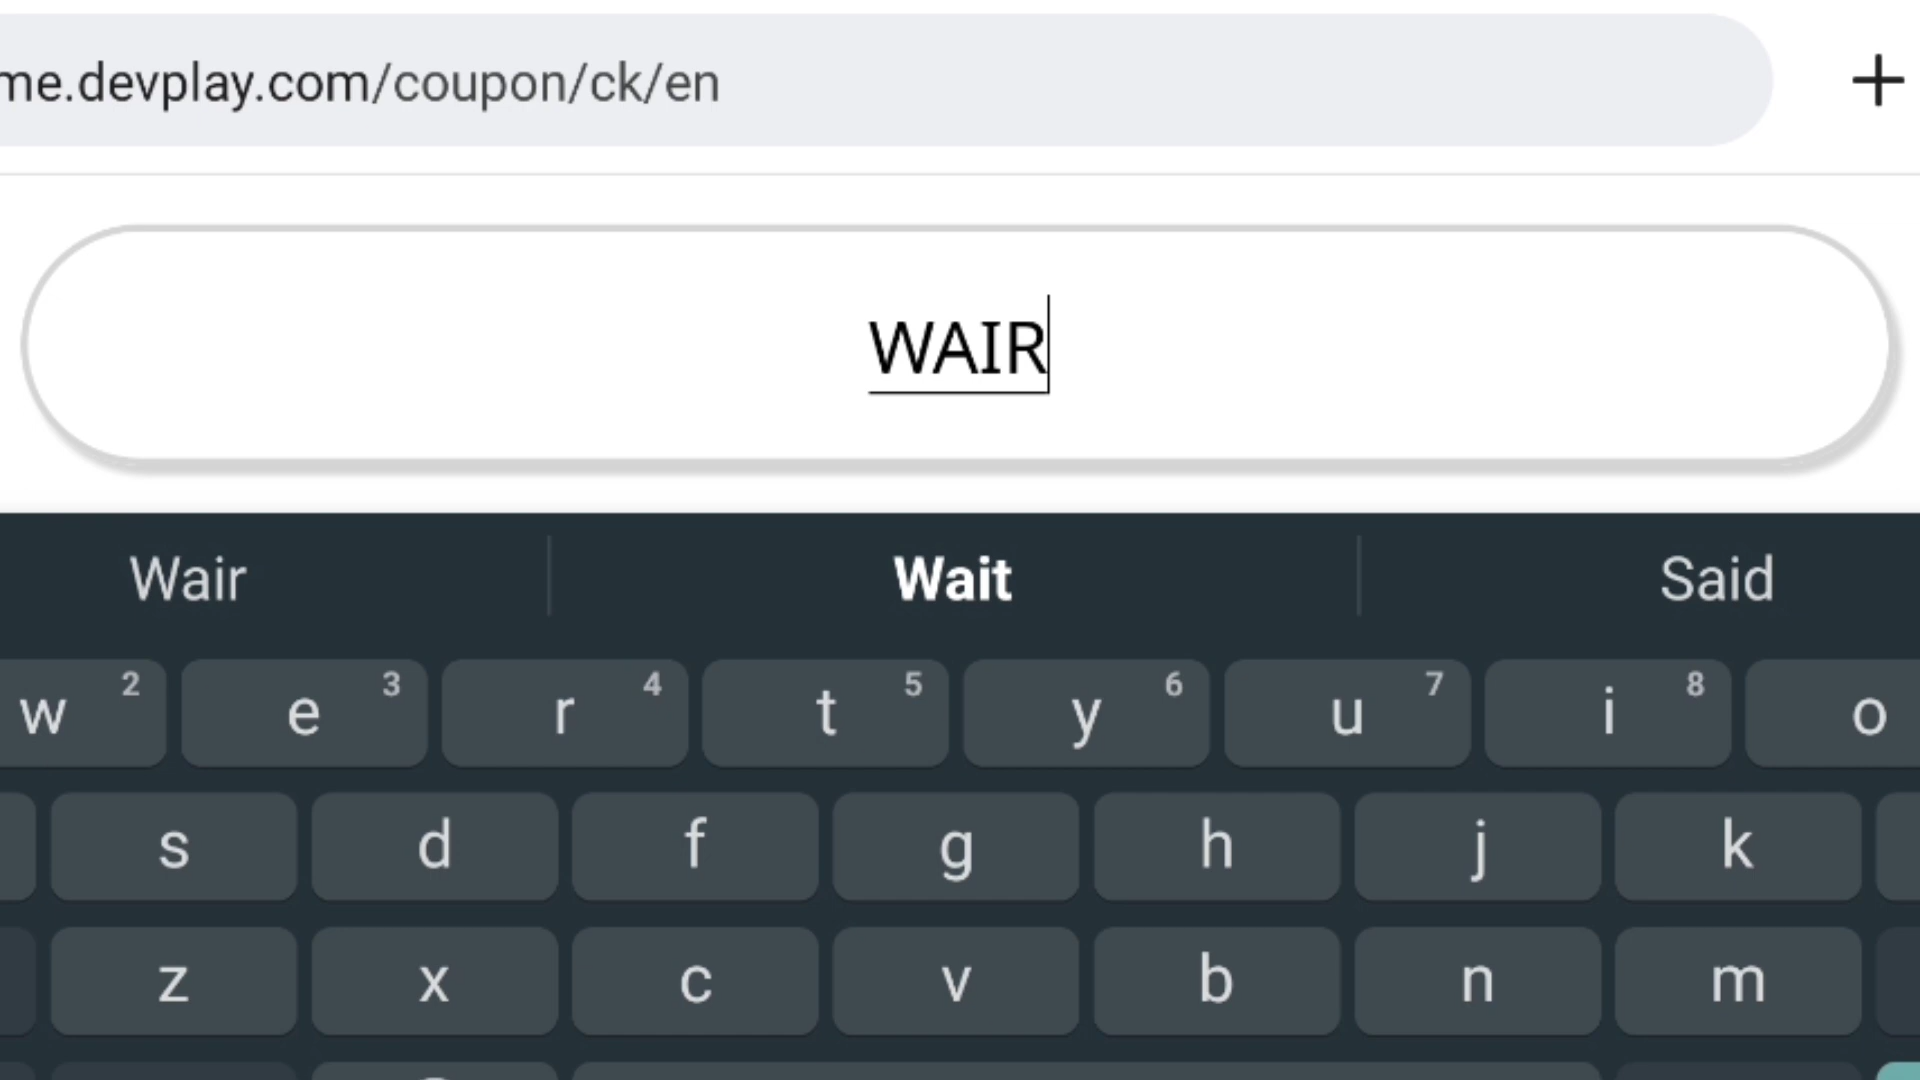 me.devplay.com/coupon/ck/en +
WAIR
Wair Wait Said
w 2 e 3 r 4 t 5 y 6 u 7 i 8 o
s d f g h j k
z x c v b n m